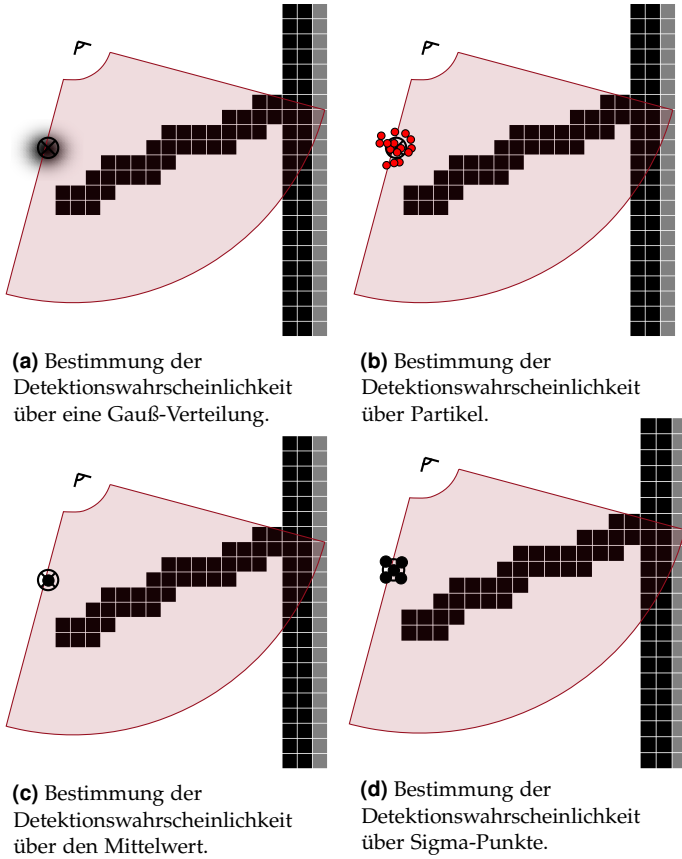 (a) Bestimmung der
Detektionswahrscheinlichkeit
über eine Gauß-Verteilung.
(b) Bestimmung der
Detektionswahrscheinlichkeit
über Partikel.
(c) Bestimmung der
Detektionswahrscheinlichkeit
über den Mittelwert.
(d) Bestimmung der
Detektionswahrscheinlichkeit
über Sigma-Punkte.